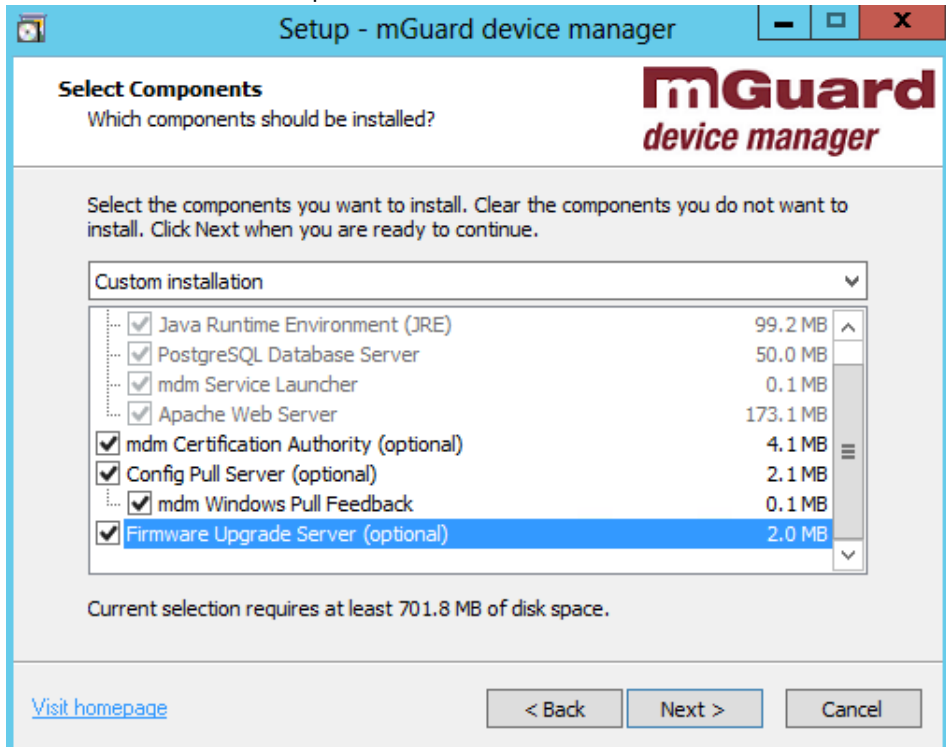 Setup - mGuard device manager
Select Components
Which components should be installed?
mGuard
device manager
Select the components you want to install. Clear the components you do not want to
install. Click Next when you are ready to continue.
Custom installation
Java Runtime Environment (JRE) 99.2 MB
PostgreSQL Database Server 50.0 MB
mdm Service Launcher 0.1 MB
Apache Web Server 173.1 MB
mdm Certification Authority (optional) 4.1 MB
Config Pull Server (optional) 2.1 MB
mdm Windows Pull Feedback 0.1 MB
Firmware Upgrade Server (optional) 2.0 MB
Current selection requires at least 701.8 MB of disk space.
Visit homepage < Back Next > Cancel